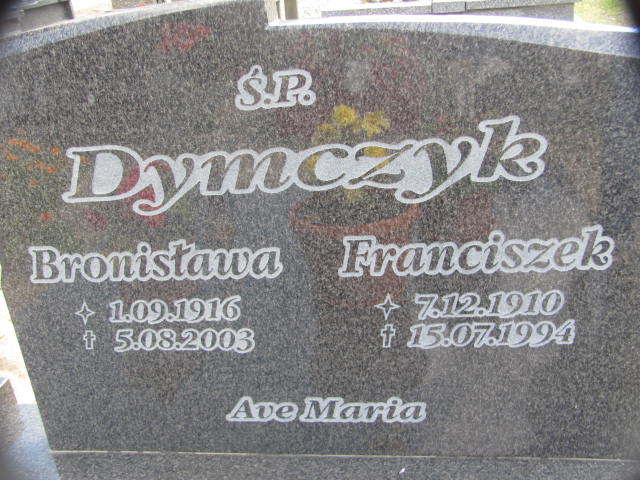 Ś.P.
Dymczyk
Bronisława
✧ 1.09.1916
✝ 5.08.2003
Franciszek
✧ 7.12.1910
✝ 15.07.1994
Ave Maria